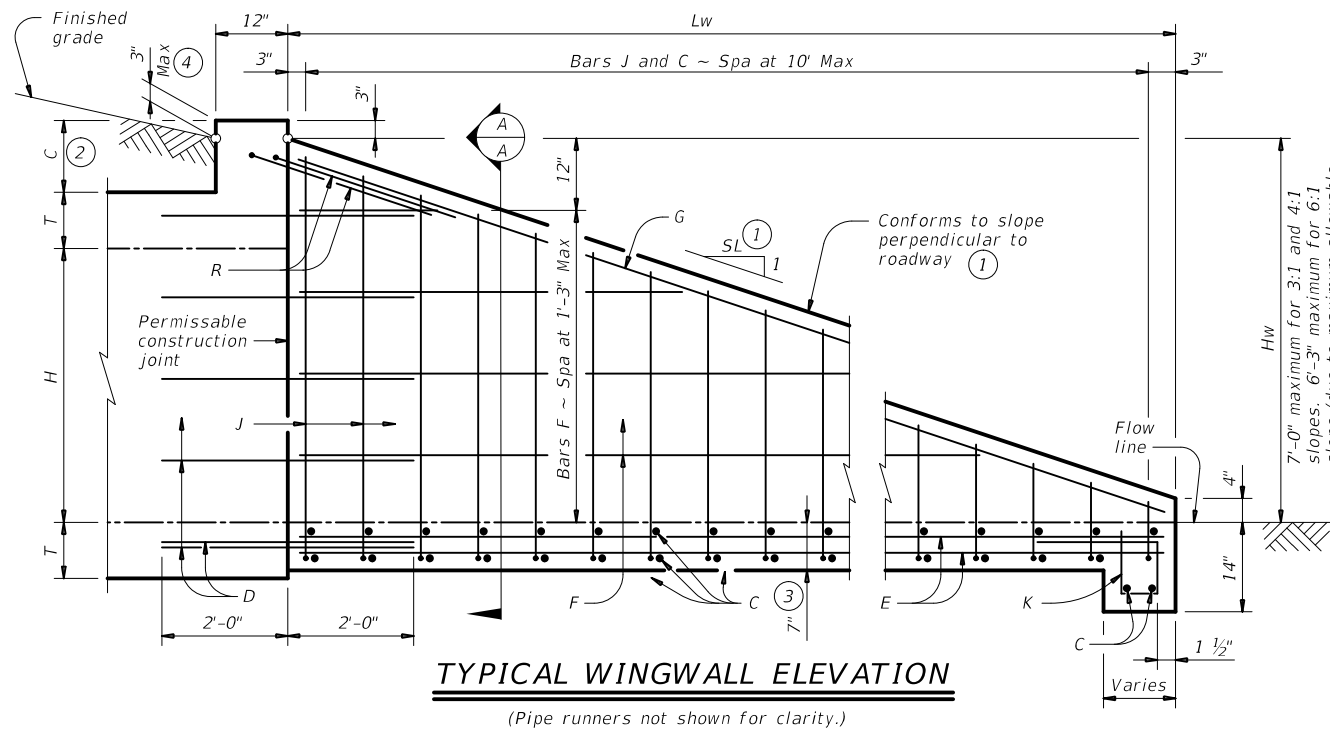 Finished
grade
12"
Lw
3"
Max
4
3"
Bars J and C ~ Spa at 10' Max
3"
3"
C
2
A
A
12"
T
R
G
SL
1
1
Conforms to slope
perpendicular to
roadway
1
Hw
7'-0" maximum for 3:1 and 4:1
slopes. 6'-3" maximum for 6:1
Permissable
construction
joint
H
Bars F ~ Spa at 1'-3" Max
J
Flow
line
4"
T
14"
D
F
C
3
7"
E
K
2'-0"
2'-0"
C
1 ½"
Varies
TYPICAL WINGWALL ELEVATION
(Pipe runners not shown for clarity.)